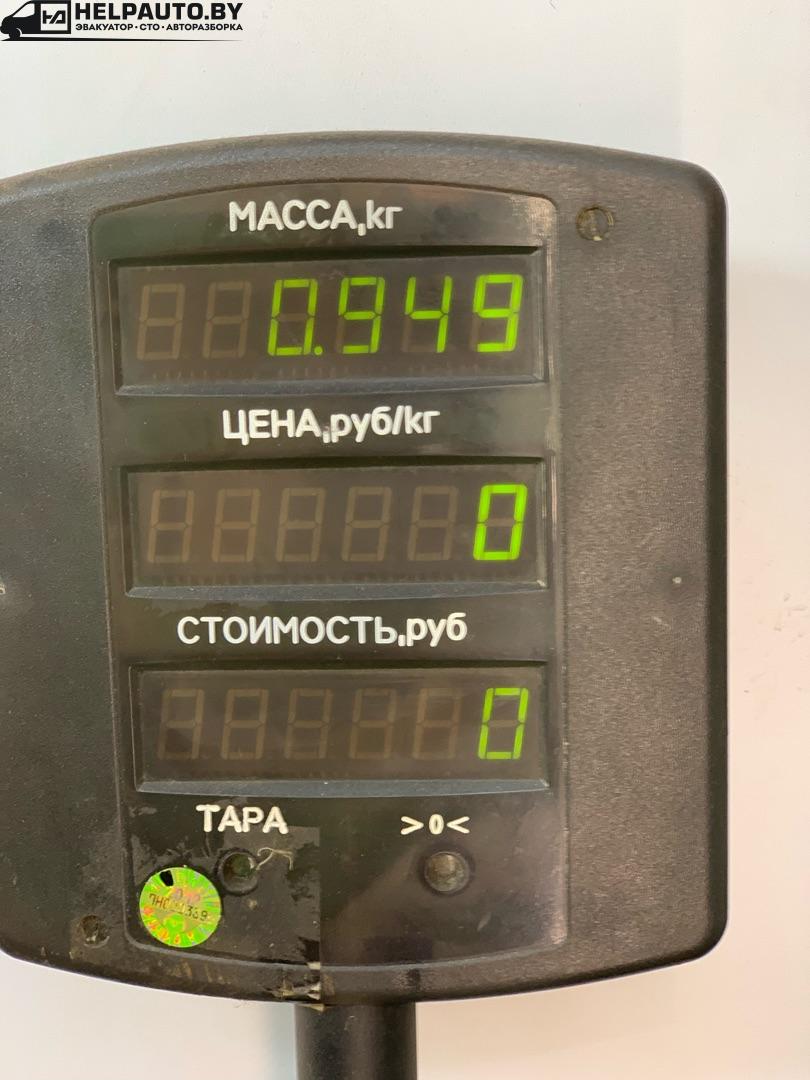 HELPAUTO.BY
ЭВАКУАТОР • СТО • АВТОРАЗБОРКА
МАССА,кг
0.949
ЦЕНА,руб/кг
0
СТОИМОСТЬ,руб
0
ТАРА >0<